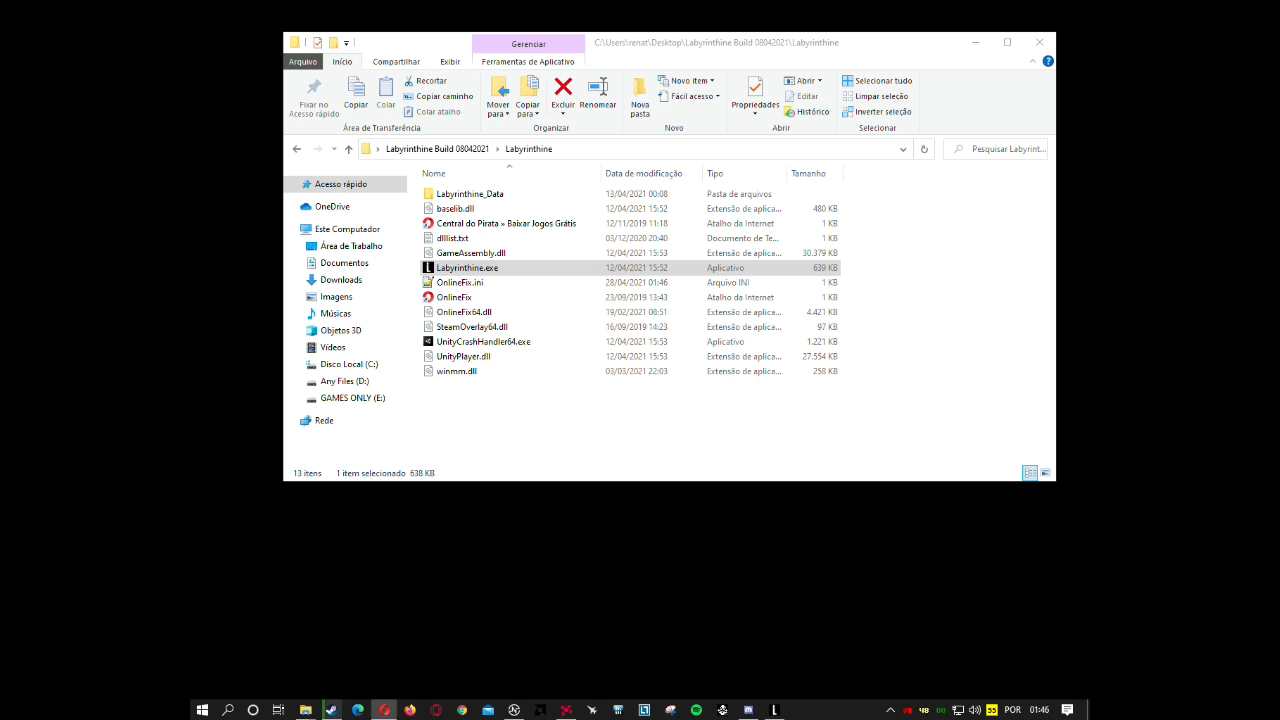 Gerenciar
C:\Users\renat\Desktop\Labyrinthine Build 08042021\Labyrinthine
Arquivo Início Compartilhar Exibir Ferramentas de Aplicativo
Fixar no Acesso rápido
Copiar
Colar
Recortar
Copiar caminho
Colar atalho
Área de Transferência
Mover para
Copiar para
Excluir
Renomear
Organizar
Nova pasta
Novo item
Fácil acesso
Novo
Propriedades
Abrir
Editar
Histórico
Abrir
Selecionar tudo
Limpar seleção
Inverter seleção
Selecionar
Labyrinthine Build 08042021 > Labyrinthine
Pesquisar Labyrint...
Acesso rápido
OneDrive
Este Computador
Área de Trabalho
Documentos
Downloads
Imagens
Músicas
Objetos 3D
Vídeos
Disco Local (C:)
Any Files (D:)
GAMES ONLY (E:)
Rede
Nome Data de modificação Tipo Tamanho
Labyrinthine_Data 13/04/2021 00:08 Pasta de arquivos
baselib.dll 12/04/2021 15:52 Extensão de aplica... 480 KB
Central do Pirata » Baixar Jogos Grátis 12/11/2019 11:18 Atalho da Internet 1 KB
dlllist.txt 03/12/2020 20:40 Documento de Te... 1 KB
GameAssembly.dll 12/04/2021 15:53 Extensão de aplica... 30.379 KB
Labyrinthine.exe 12/04/2021 15:52 Aplicativo 639 KB
OnlineFix.ini 28/04/2021 01:46 Arquivo INI 1 KB
OnlineFix 23/09/2019 13:43 Atalho da Internet 1 KB
OnlineFix64.dll 19/02/2021 08:51 Extensão de aplica... 4.421 KB
SteamOverlay64.dll 16/09/2019 14:23 Extensão de aplica... 97 KB
UnityCrashHandler64.exe 12/04/2021 15:53 Aplicativo 1.221 KB
UnityPlayer.dll 12/04/2021 15:53 Extensão de aplica... 27.554 KB
winmm.dll 03/03/2021 22:03 Extensão de aplica... 258 KB
13 itens 1 item selecionado 638 KB
48 55 POR 01:46